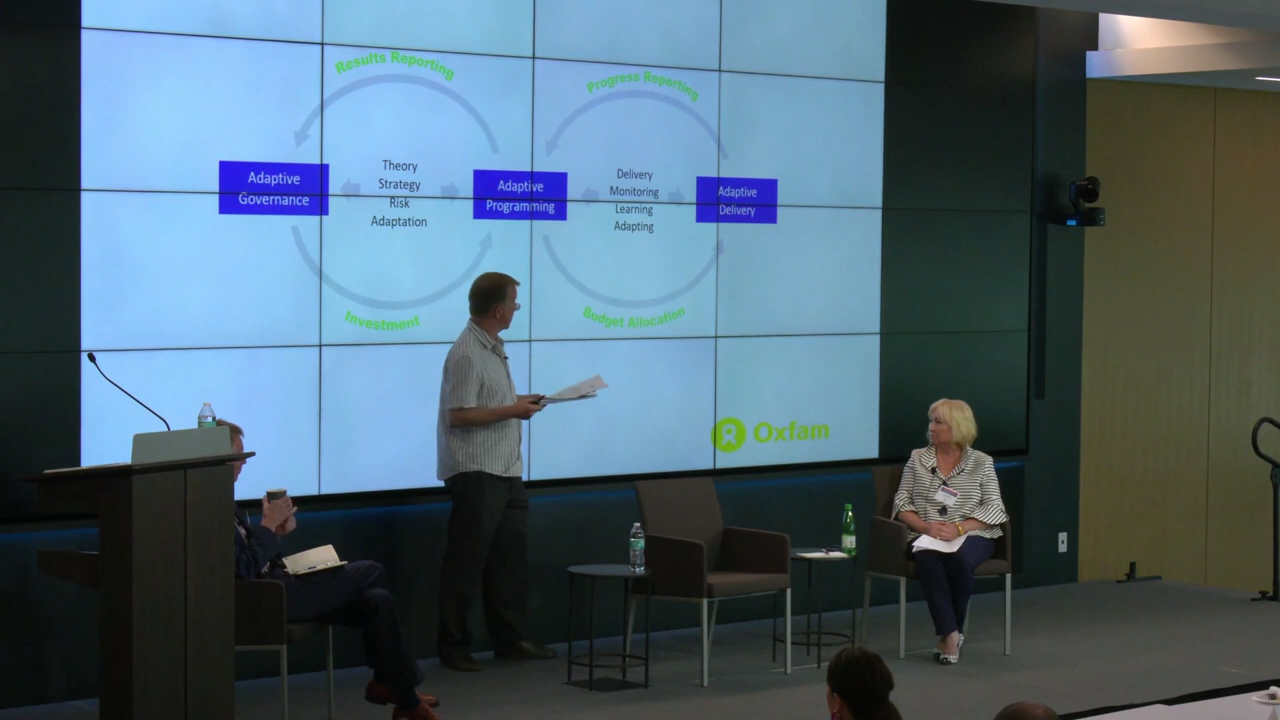 Results Reporting
Progress Reporting
Adaptive
Governance
Theory
Strategy
Risk
Adaptation
Adaptive
Programming
Delivery
Monitoring
Learning
Adapting
Adaptive
Delivery
Investment
Budget Allocation
Oxfam